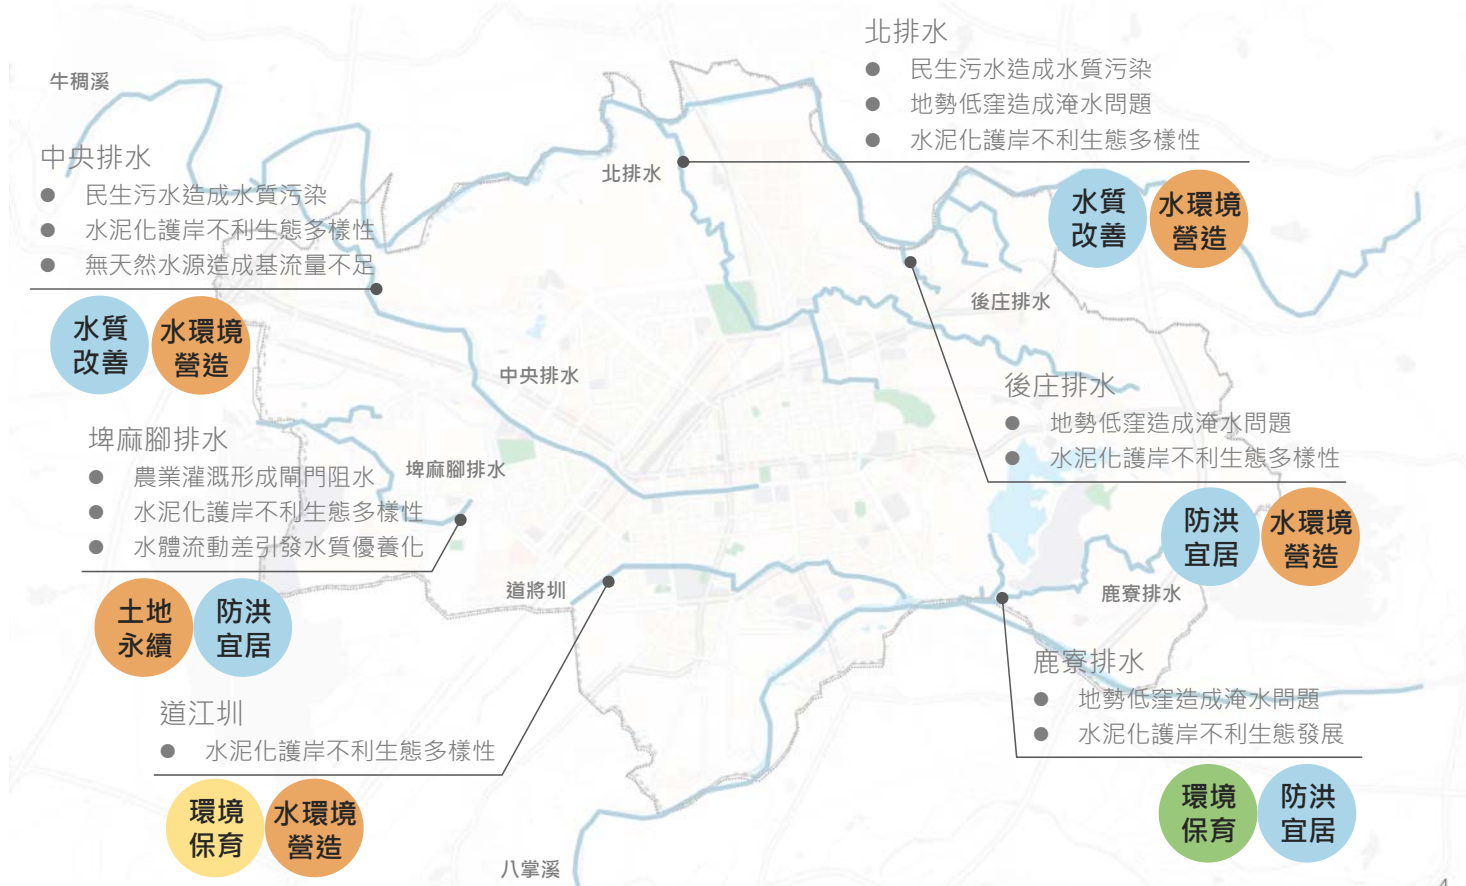 北排水
● 民生污水造成水質污染
● 地勢低窪造成淹水問題
● 水泥化護岸不利生態多樣性
水質
改善
水環境
營造
牛稠溪
中央排水
● 民生污水造成水質污染
● 水泥化護岸不利生態多樣性
● 無天然水源造成基流量不足
水質
改善
水環境
營造
北排水
後庄排水
中央排水
後庄排水
● 地勢低窪造成淹水問題
● 水泥化護岸不利生態多樣性
防洪
宜居
水環境
營造
埤麻腳排水
● 農業灌溉形成閘門阻水
● 水泥化護岸不利生態多樣性
● 水體流動差引發水質優養化
土地
永續
防洪
宜居
埤麻腳排水
道將圳
鹿寮排水
鹿寮排水
● 地勢低窪造成淹水問題
● 水泥化護岸不利生態發展
環境
保育
防洪
宜居
道江圳
● 水泥化護岸不利生態多樣性
環境
保育
水環境
營造
八掌溪
4